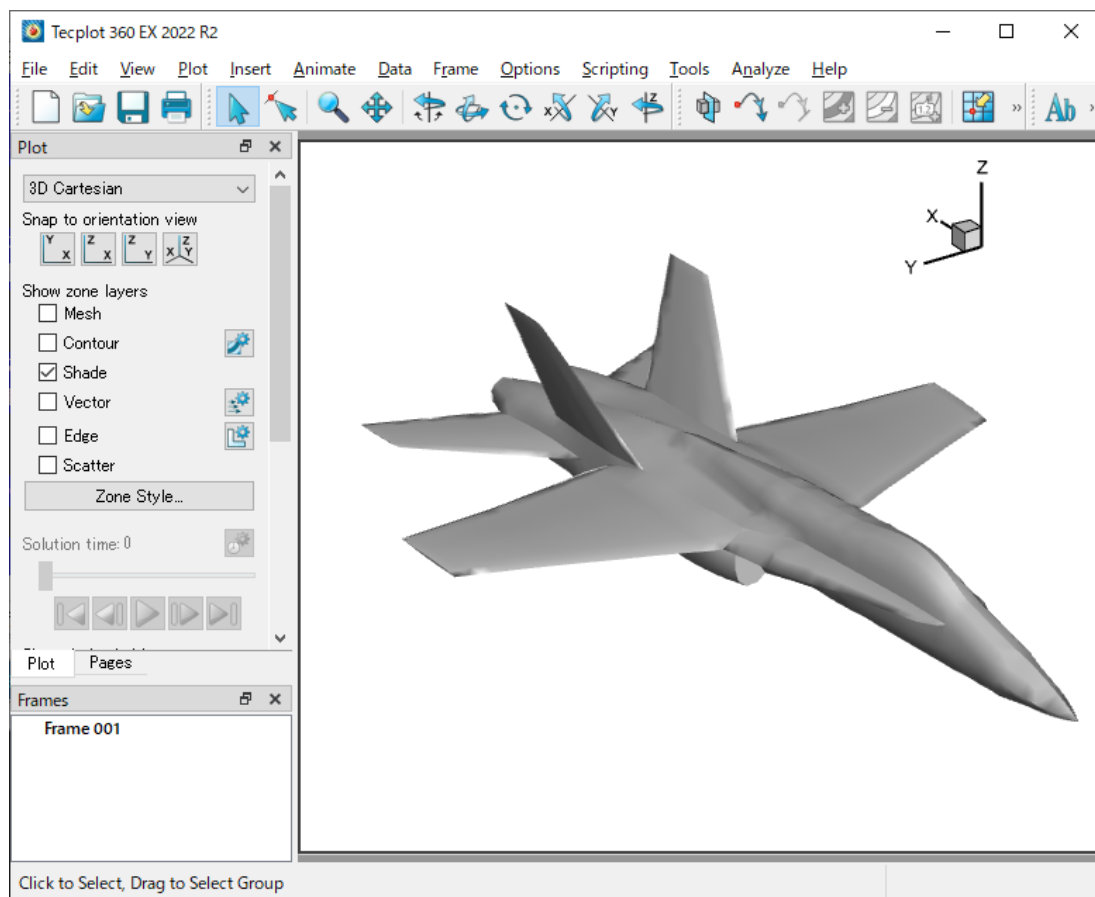 Tecplot 360 EX 2022 R2
File Edit View Plot Insert Animate Data Frame Options Scripting Tools Analyze Help
Ab
Plot
3D Cartesian
Snap to orientation view
Y X Z X Z Y X Z Y
Show zone layers
Mesh
Contour
Shade
Vector
Edge
Scatter
Zone Style...
Solution time: 0
Plot Pages
Frames
Frame 001
Z
X
Y
Click to Select, Drag to Select Group